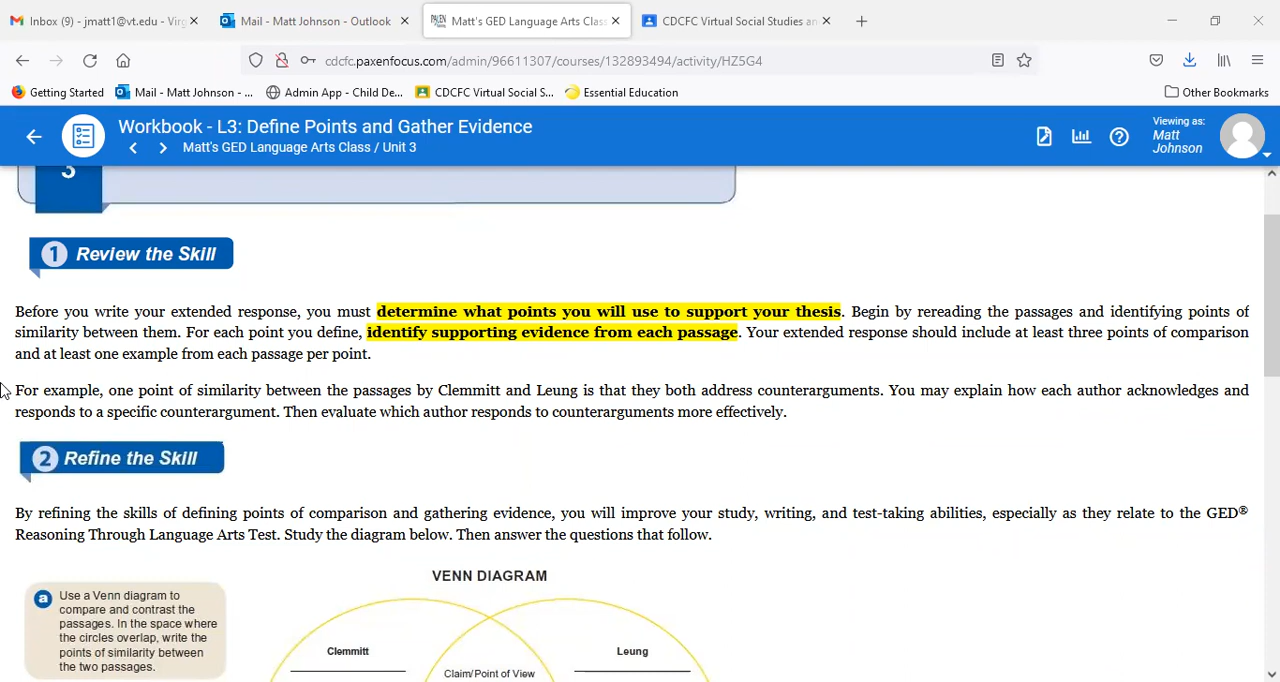 Inbox (9) - jmatt1@vt.edu - Virg
Mail - Matt Johnson - Outlook
PAXEN Matt's GED Language Arts Clas
CDCFC Virtual Social Studies an
cdcfc.paxenfocus.com/admin/96611307/courses/132893494/activity/HZ5G4
Getting Started
Mail - Matt Johnson - ...
Admin App - Child De...
CDCFC Virtual Social S...
Essential Education
Other Bookmarks
Workbook - L3: Define Points and Gather Evidence
Matt's GED Language Arts Class / Unit 3
Viewing as:
Matt
Johnson
3
1 Review the Skill
Before you write your extended response, you must determine what points you will use to support your thesis. Begin by rereading the passages and identifying points of
similarity between them. For each point you define, identify supporting evidence from each passage. Your extended response should include at least three points of comparison
and at least one example from each passage per point.
For example, one point of similarity between the passages by Clemmitt and Leung is that they both address counterarguments. You may explain how each author acknowledges and
responds to a specific counterargument. Then evaluate which author responds to counterarguments more effectively.
2 Refine the Skill
By refining the skills of defining points of comparison and gathering evidence, you will improve your study, writing, and test-taking abilities, especially as they relate to the GED®
Reasoning Through Language Arts Test. Study the diagram below. Then answer the questions that follow.
VENN DIAGRAM
a Use a Venn diagram to
compare and contrast the
passages. In the space where
the circles overlap, write the
points of similarity between
the two passages.
Clemmitt
Leung
Claim/Point of View